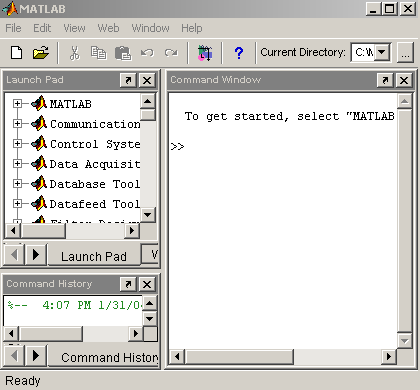 MATLAB
File Edit View Web Window Help
? Current Directory: C:\M ...
Launch Pad
MATLAB
Communication
Control Syste
Data Acquisit
Database Tool
Datafeed Tool
Filter Design
Launch Pad V
Command History
%-- 4:07 PM 1/31/0
Command History
Command Window
To get started, select "MATLAB
>>
Ready